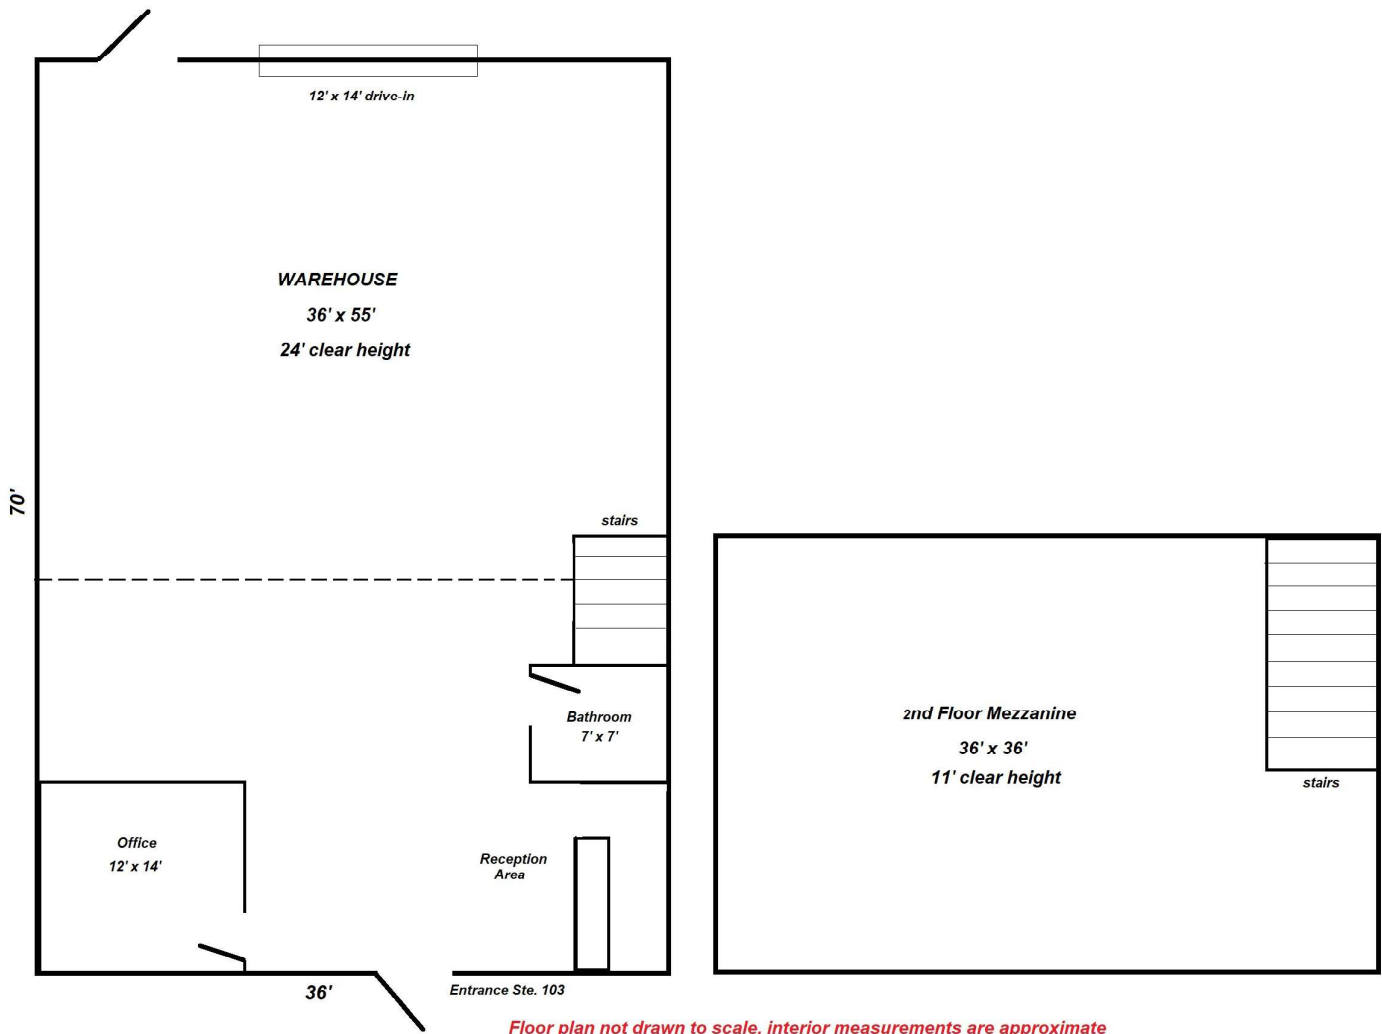 12' x 14' drive-in
WAREHOUSE
36' x 55'
24' clear height
70'
stairs
Bathroom
7' x 7'
Office
12' x 14'
Reception
Area
36'
Entrance Ste. 103
2nd Floor Mezzanine
36' x 36'
11' clear height
stairs
Floor plan not drawn to scale, interior measurements are approximate